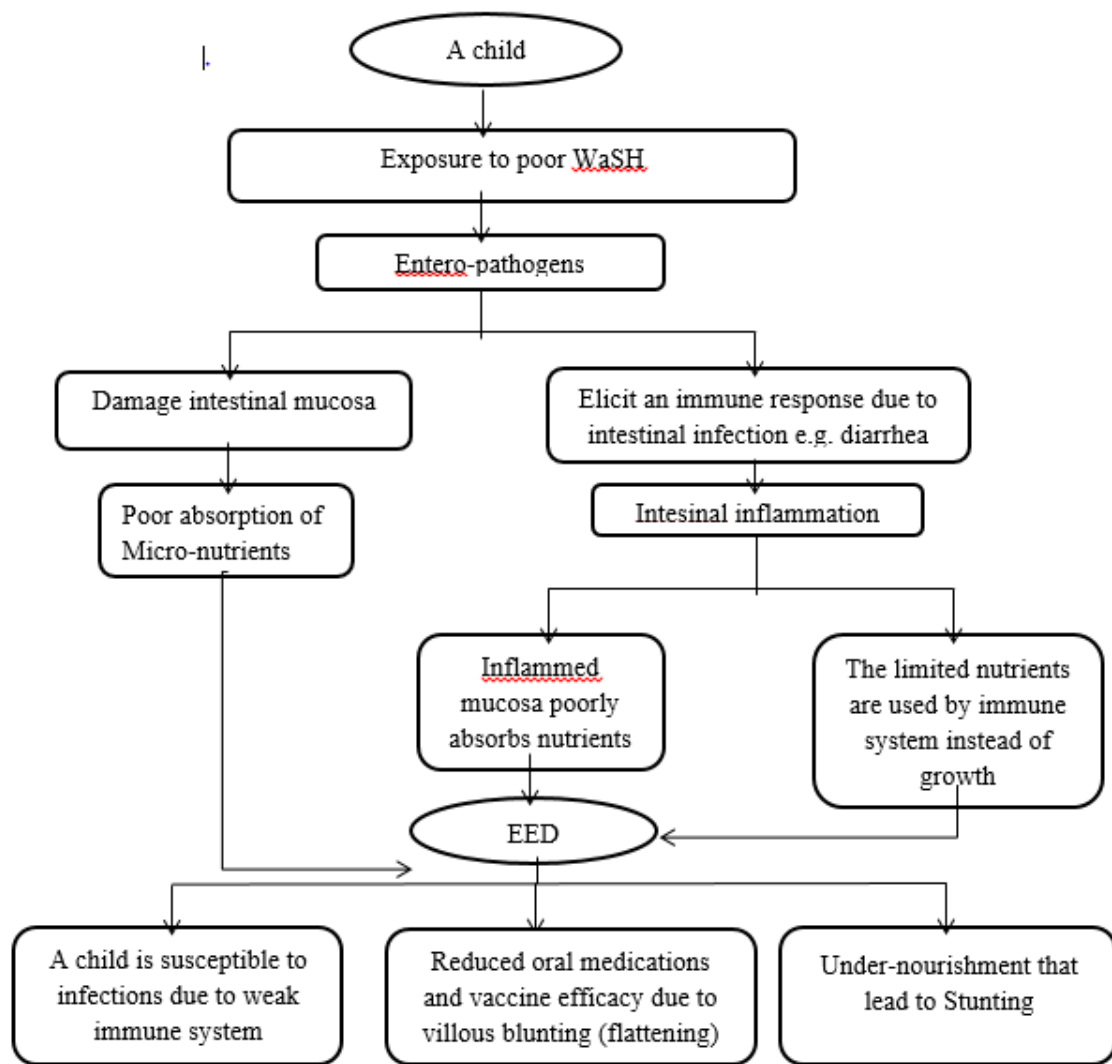 A child
Exposure to poor WaSH
Entero-pathogens
Damage intestinal mucosa
Elicit an immune response due to
intestinal infection e.g. diarrhea
Poor absorption of
Micro-nutrients
Intesinal inflammation
Inflammed
mucosa poorly
absorbs nutrients
The limited nutrients
are used by immune
system instead of
growth
EED
A child is susceptible to
infections due to weak
immune system
Reduced oral medications
and vaccine efficacy due to
villous blunting (flattening)
Under-nourishment that
lead to Stunting